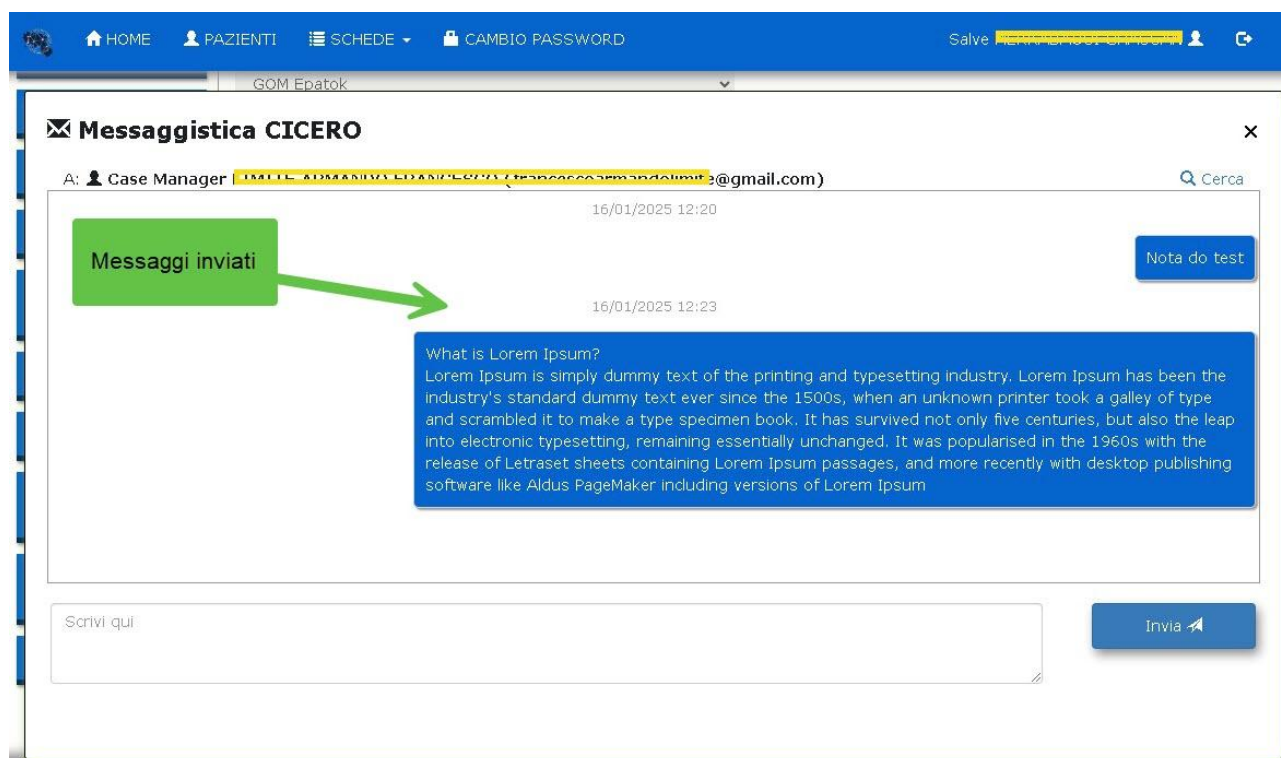 HOME PAZIENTI SCHEDE CAMBIO PASSWORD Salve
GOM Epatok
Messaggistica CICERO ×
A: Case Manager @gmail.com) Cerca
16/01/2025 12:20
Messaggi inviati
Nota do test
16/01/2025 12:23
What is Lorem Ipsum?
Lorem Ipsum is simply dummy text of the printing and typesetting industry. Lorem Ipsum has been the
industry's standard dummy text ever since the 1500s, when an unknown printer took a galley of type
and scrambled it to make a type specimen book. It has survived not only five centuries, but also the leap
into electronic typesetting, remaining essentially unchanged. It was popularised in the 1960s with the
release of Letraset sheets containing Lorem Ipsum passages, and more recently with desktop publishing
software like Aldus PageMaker including versions of Lorem Ipsum
Scrivi qui
Invia